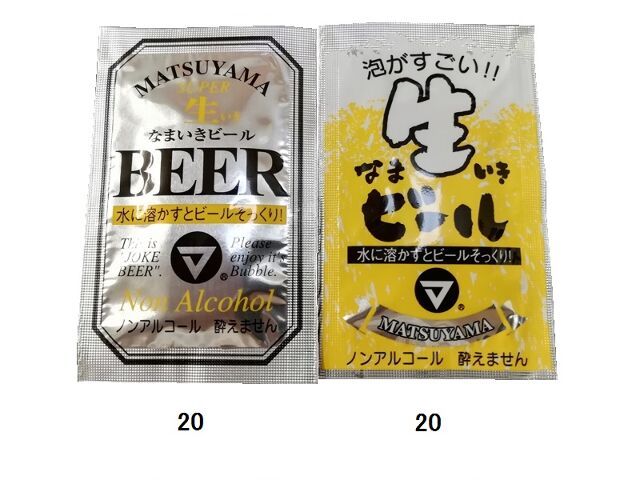 MATSUYAMA
SUPER
生いき
なまいきビール
BEER
水に溶かすとビールそっくり!
This is
"JOKE
BEER".
Please
enjoy it's
Bubble.
®
Non Alcohol
ノンアルコール 酔えません
20
泡がすごい!!
生
なまいき
ビール
水に溶かすとビールそっくり!
®
MATSUYAMA
ノンアルコール 酔えません
20